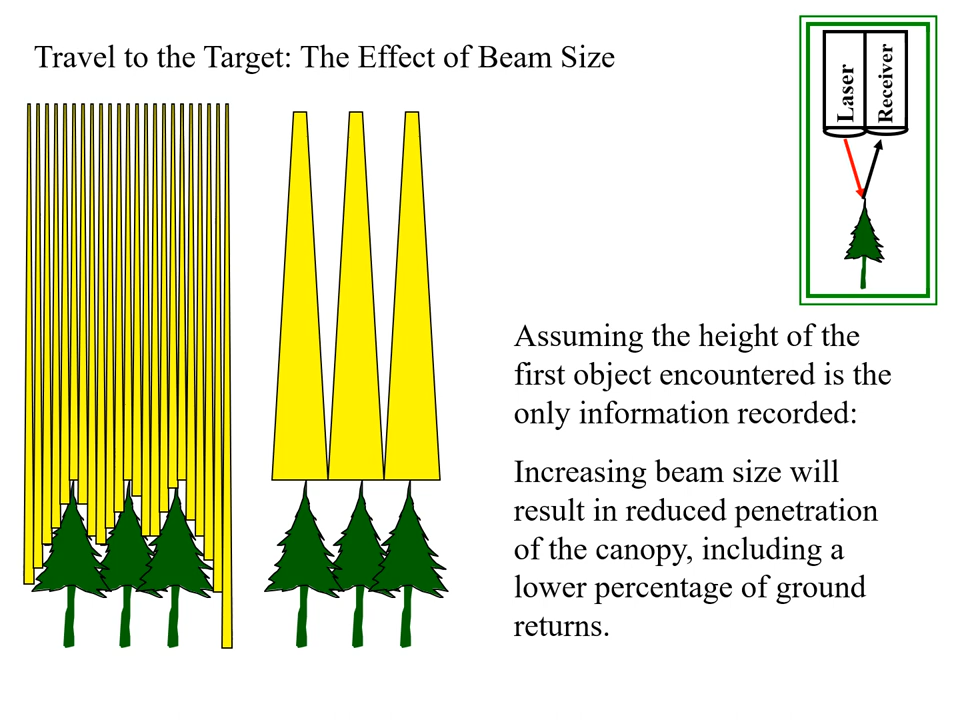 Travel to the Target: The Effect of Beam Size
Laser
Receiver
Assuming the height of the
first object encountered is the
only information recorded:
Increasing beam size will
result in reduced penetration
of the canopy, including a
lower percentage of ground
returns.